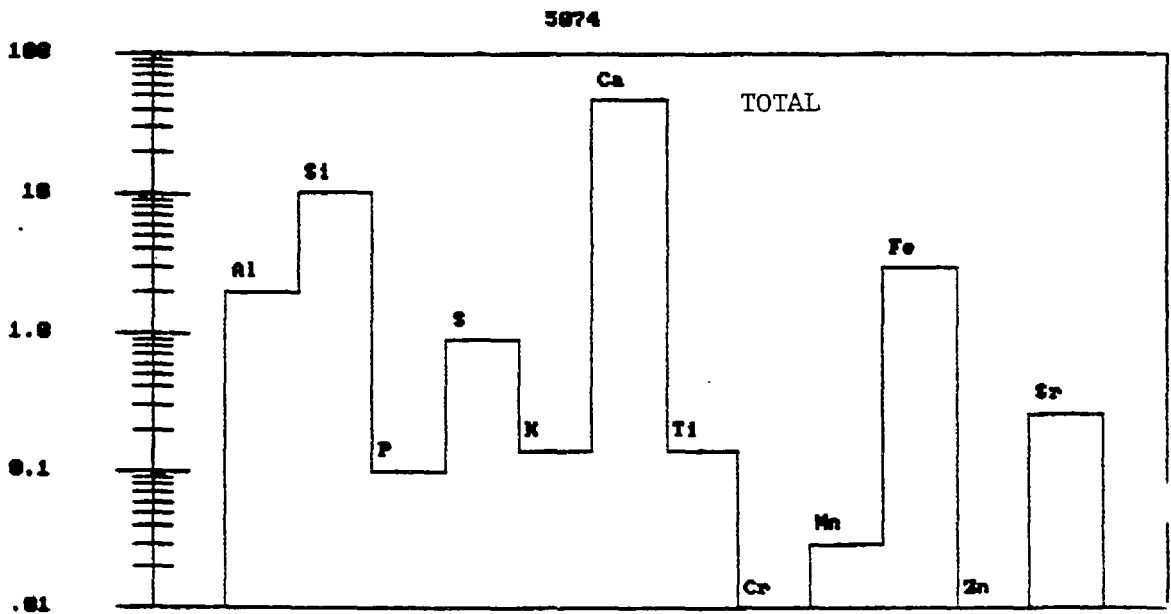 5074
100
Ca
TOTAL
Si
10
Fe
Al
1.0
S
Sr
K
Ti
P
0.1
Mn
Cr
Zn
.01